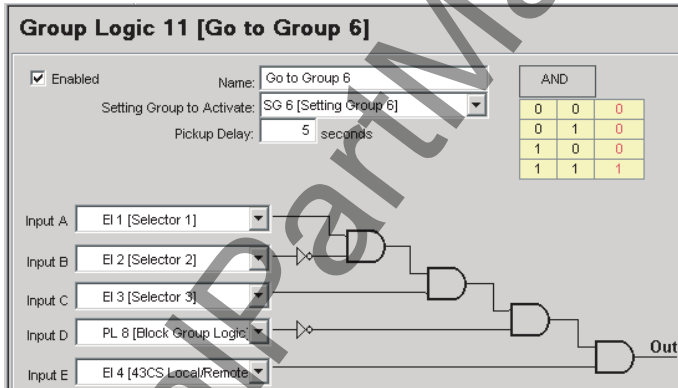 Group Logic 11 [Go to Group 6]
Enabled
Name: Go to Group 6
Setting Group to Activate: SG 6 [Setting Group 6]
Pickup Delay: 5 seconds
AND
0 0 0
0 1 0
1 0 0
1 1 1
Input A EI 1 [Selector 1]
Input B EI 2 [Selector 2]
Input C EI 3 [Selector 3]
Input D PL 8 [Block Group Logic]
Input E EI 4 [43CS Local/Remote
Out